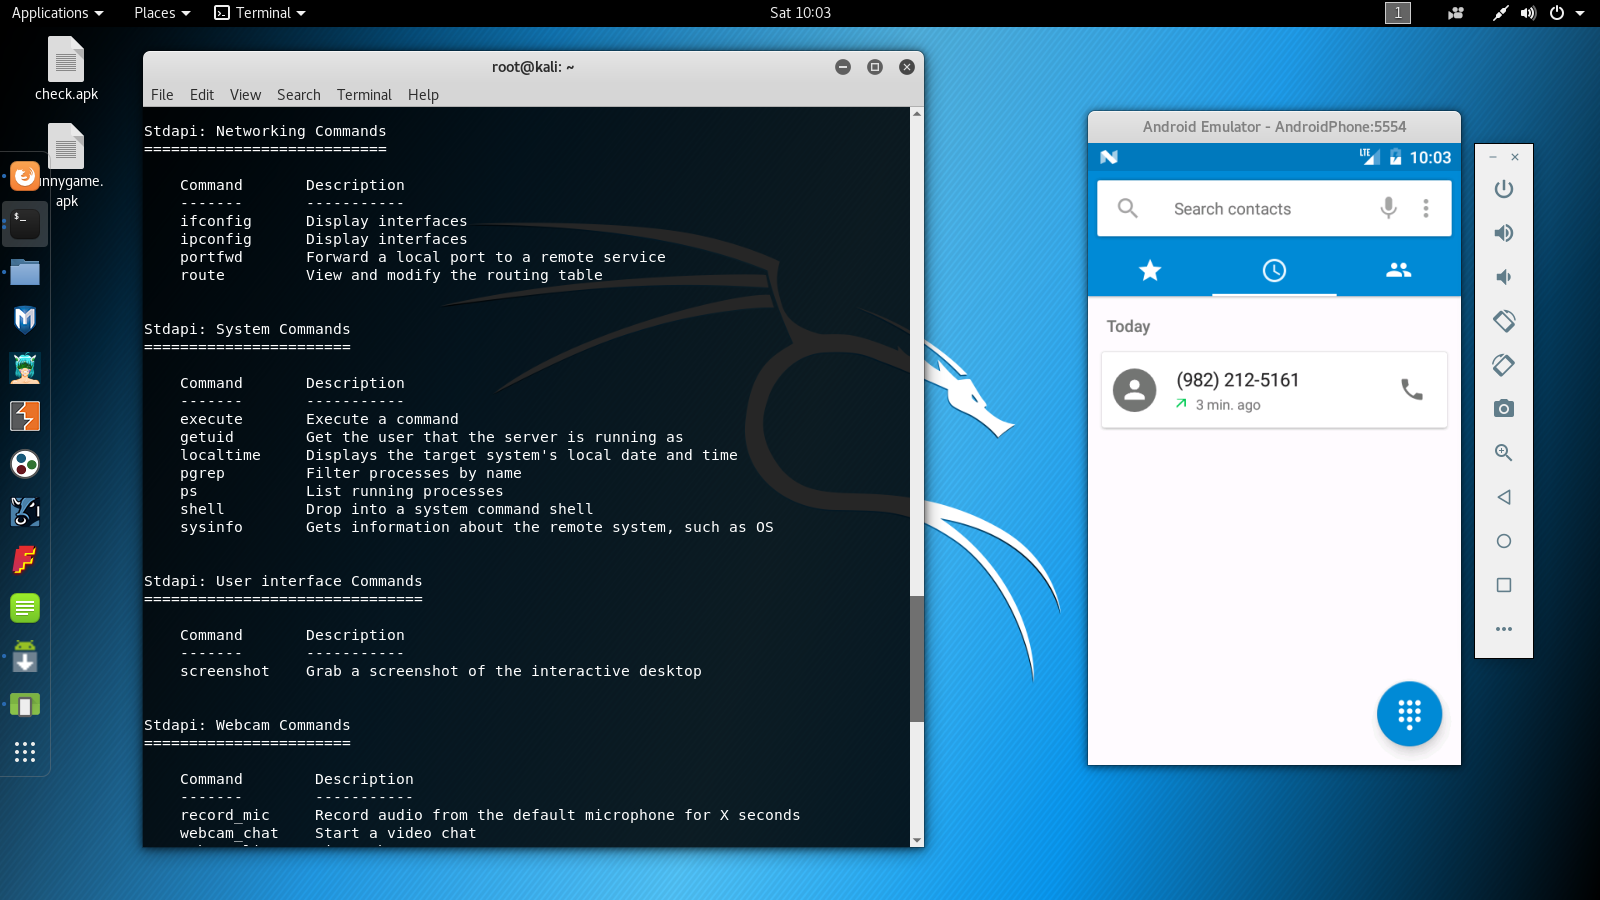 Applications Places Terminal Sat 10:03 1
check.apk
nnygame.
apk
root@kali: ~
File Edit View Search Terminal Help
Stdapi: Networking Commands
===========================
Command Description
------- -----------
ifconfig Display interfaces
ipconfig Display interfaces
portfwd Forward a local port to a remote service
route View and modify the routing table
Stdapi: System Commands
=======================
Command Description
------- -----------
execute Execute a command
getuid Get the user that the server is running as
localtime Displays the target system's local date and time
pgrep Filter processes by name
ps List running processes
shell Drop into a system command shell
sysinfo Gets information about the remote system, such as OS
Stdapi: User interface Commands
===============================
Command Description
------- -----------
screenshot Grab a screenshot of the interactive desktop
Stdapi: Webcam Commands
=======================
Command Description
------- -----------
record_mic Record audio from the default microphone for X seconds
webcam_chat Start a video chat
Android Emulator - AndroidPhone:5554
LTE 10:03
Search contacts
Today
(982) 212-5161
3 min. ago